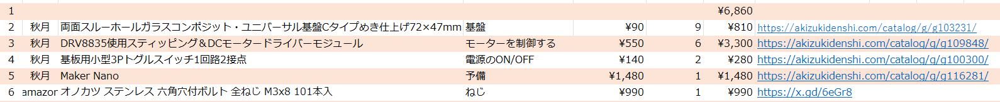 1 ¥6,860
2 秋月 両面スルーホールガラスコンポジット・ユニバーサル基盤Cタイプめき仕上げ72×47mm 基盤 ¥90 9 ¥810 https://akizukidenshi.com/catalog/g/g103231/
3 秋月 DRV8835使用スティッピング＆DCモータードライバーモジュール モーターを制御する ¥550 6 ¥3,300 https://akizukidenshi.com/catalog/g/g109848/
4 秋月 基板用小型3Pトグルスイッチ1回路2接点 電源のON/OFF ¥140 2 ¥280 https://akizukidenshi.com/catalog/g/g100300/
5 秋月 Maker Nano 予備 ¥1,480 1 ¥1,480 https://akizukidenshi.com/catalog/g/g116281/
6 amazon オノカツ ステンレス 六角穴付ボルト 全ねじ M3x8 101本入 ねじ ¥990 1 ¥990 https://x.gd/6eGr8